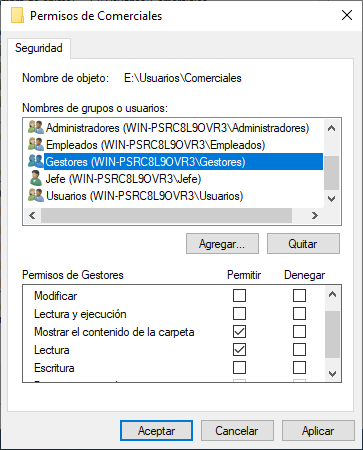 Permisos de Comerciales
Seguridad
Nombre de objeto: E:\Usuarios\Comerciales
Nombres de grupos o usuarios:
Administradores (WIN-PSRC8L9OVR3\Administradores)
Empleados (WIN-PSRC8L9OVR3\Empleados)
Gestores (WIN-PSRC8L9OVR3\Gestores)
Jefe (WIN-PSRC8L9OVR3\Jefe)
Usuarios (WIN-PSRC8L9OVR3\Usuarios)
Agregar... Quitar
Permisos de Gestores Permitir Denegar
Modificar
Lectura y ejecución
Mostrar el contenido de la carpeta
Lectura
Escritura
Aceptar Cancelar Aplicar